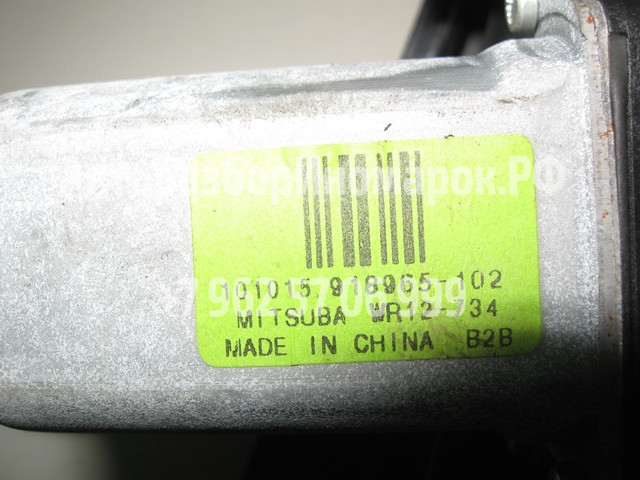 101015 918965-102
MITSUBA WR12-734
MADE IN CHINA B2B